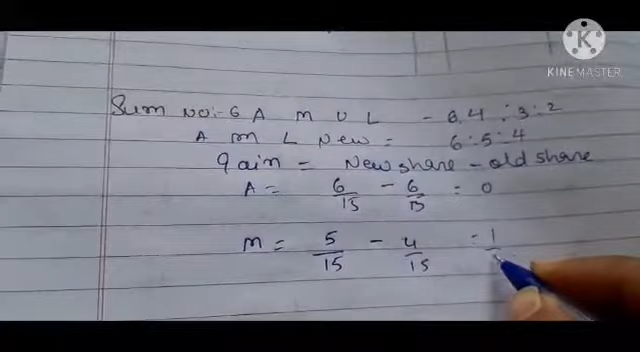 KINEMASTER
Sum No:- 6 A M U L - 6:4:3:2
A M L New = 6:5:4
Gain = New share - old share
A = 6/15 - 6/15 = 0
M = 5/15 - 4/15 = 1